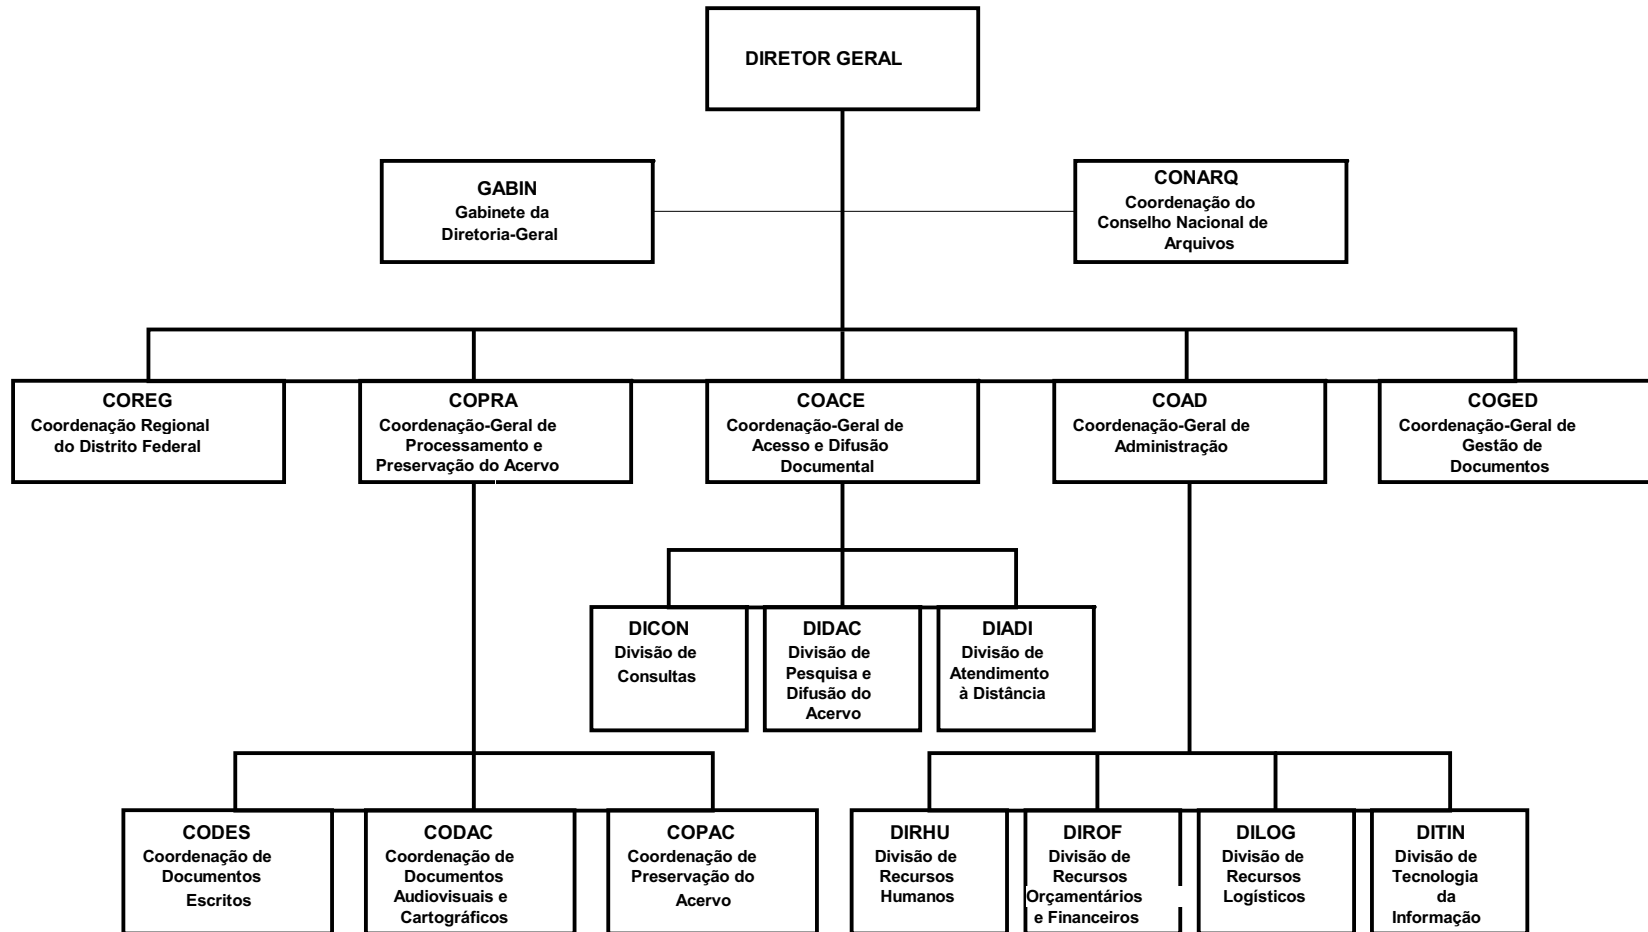 DIRETOR GERAL
GABIN
Gabinete da
Diretoria-Geral
CONARQ
Coordenação do
Conselho Nacional de
Arquivos
COREG
Coordenação Regional
do Distrito Federal
COPRA
Coordenação-Geral de
Processamento e
Preservação do Acervo
COACE
Coordenação-Geral de
Acesso e Difusão
Documental
COAD
Coordenação-Geral de
Administração
COGED
Coordenação-Geral de
Gestão de
Documentos
DICON
Divisão de
Consultas
DIDAC
Divisão de
Pesquisa e
Difusão do
Acervo
DIADI
Divisão de
Atendimento
à Distância
CODES
Coordenação de
Documentos
Escritos
CODAC
Coordenação de
Documentos
Audiovisuais e
Cartográficos
COPAC
Coordenação de
Preservação do
Acervo
DIRHU
Divisão de
Recursos
Humanos
DIROF
Divisão de
Recursos
Orçamentários
e Financeiros
DILOG
Divisão de
Recursos
Logísticos
DITIN
Divisão de
Tecnologia
da
Informação